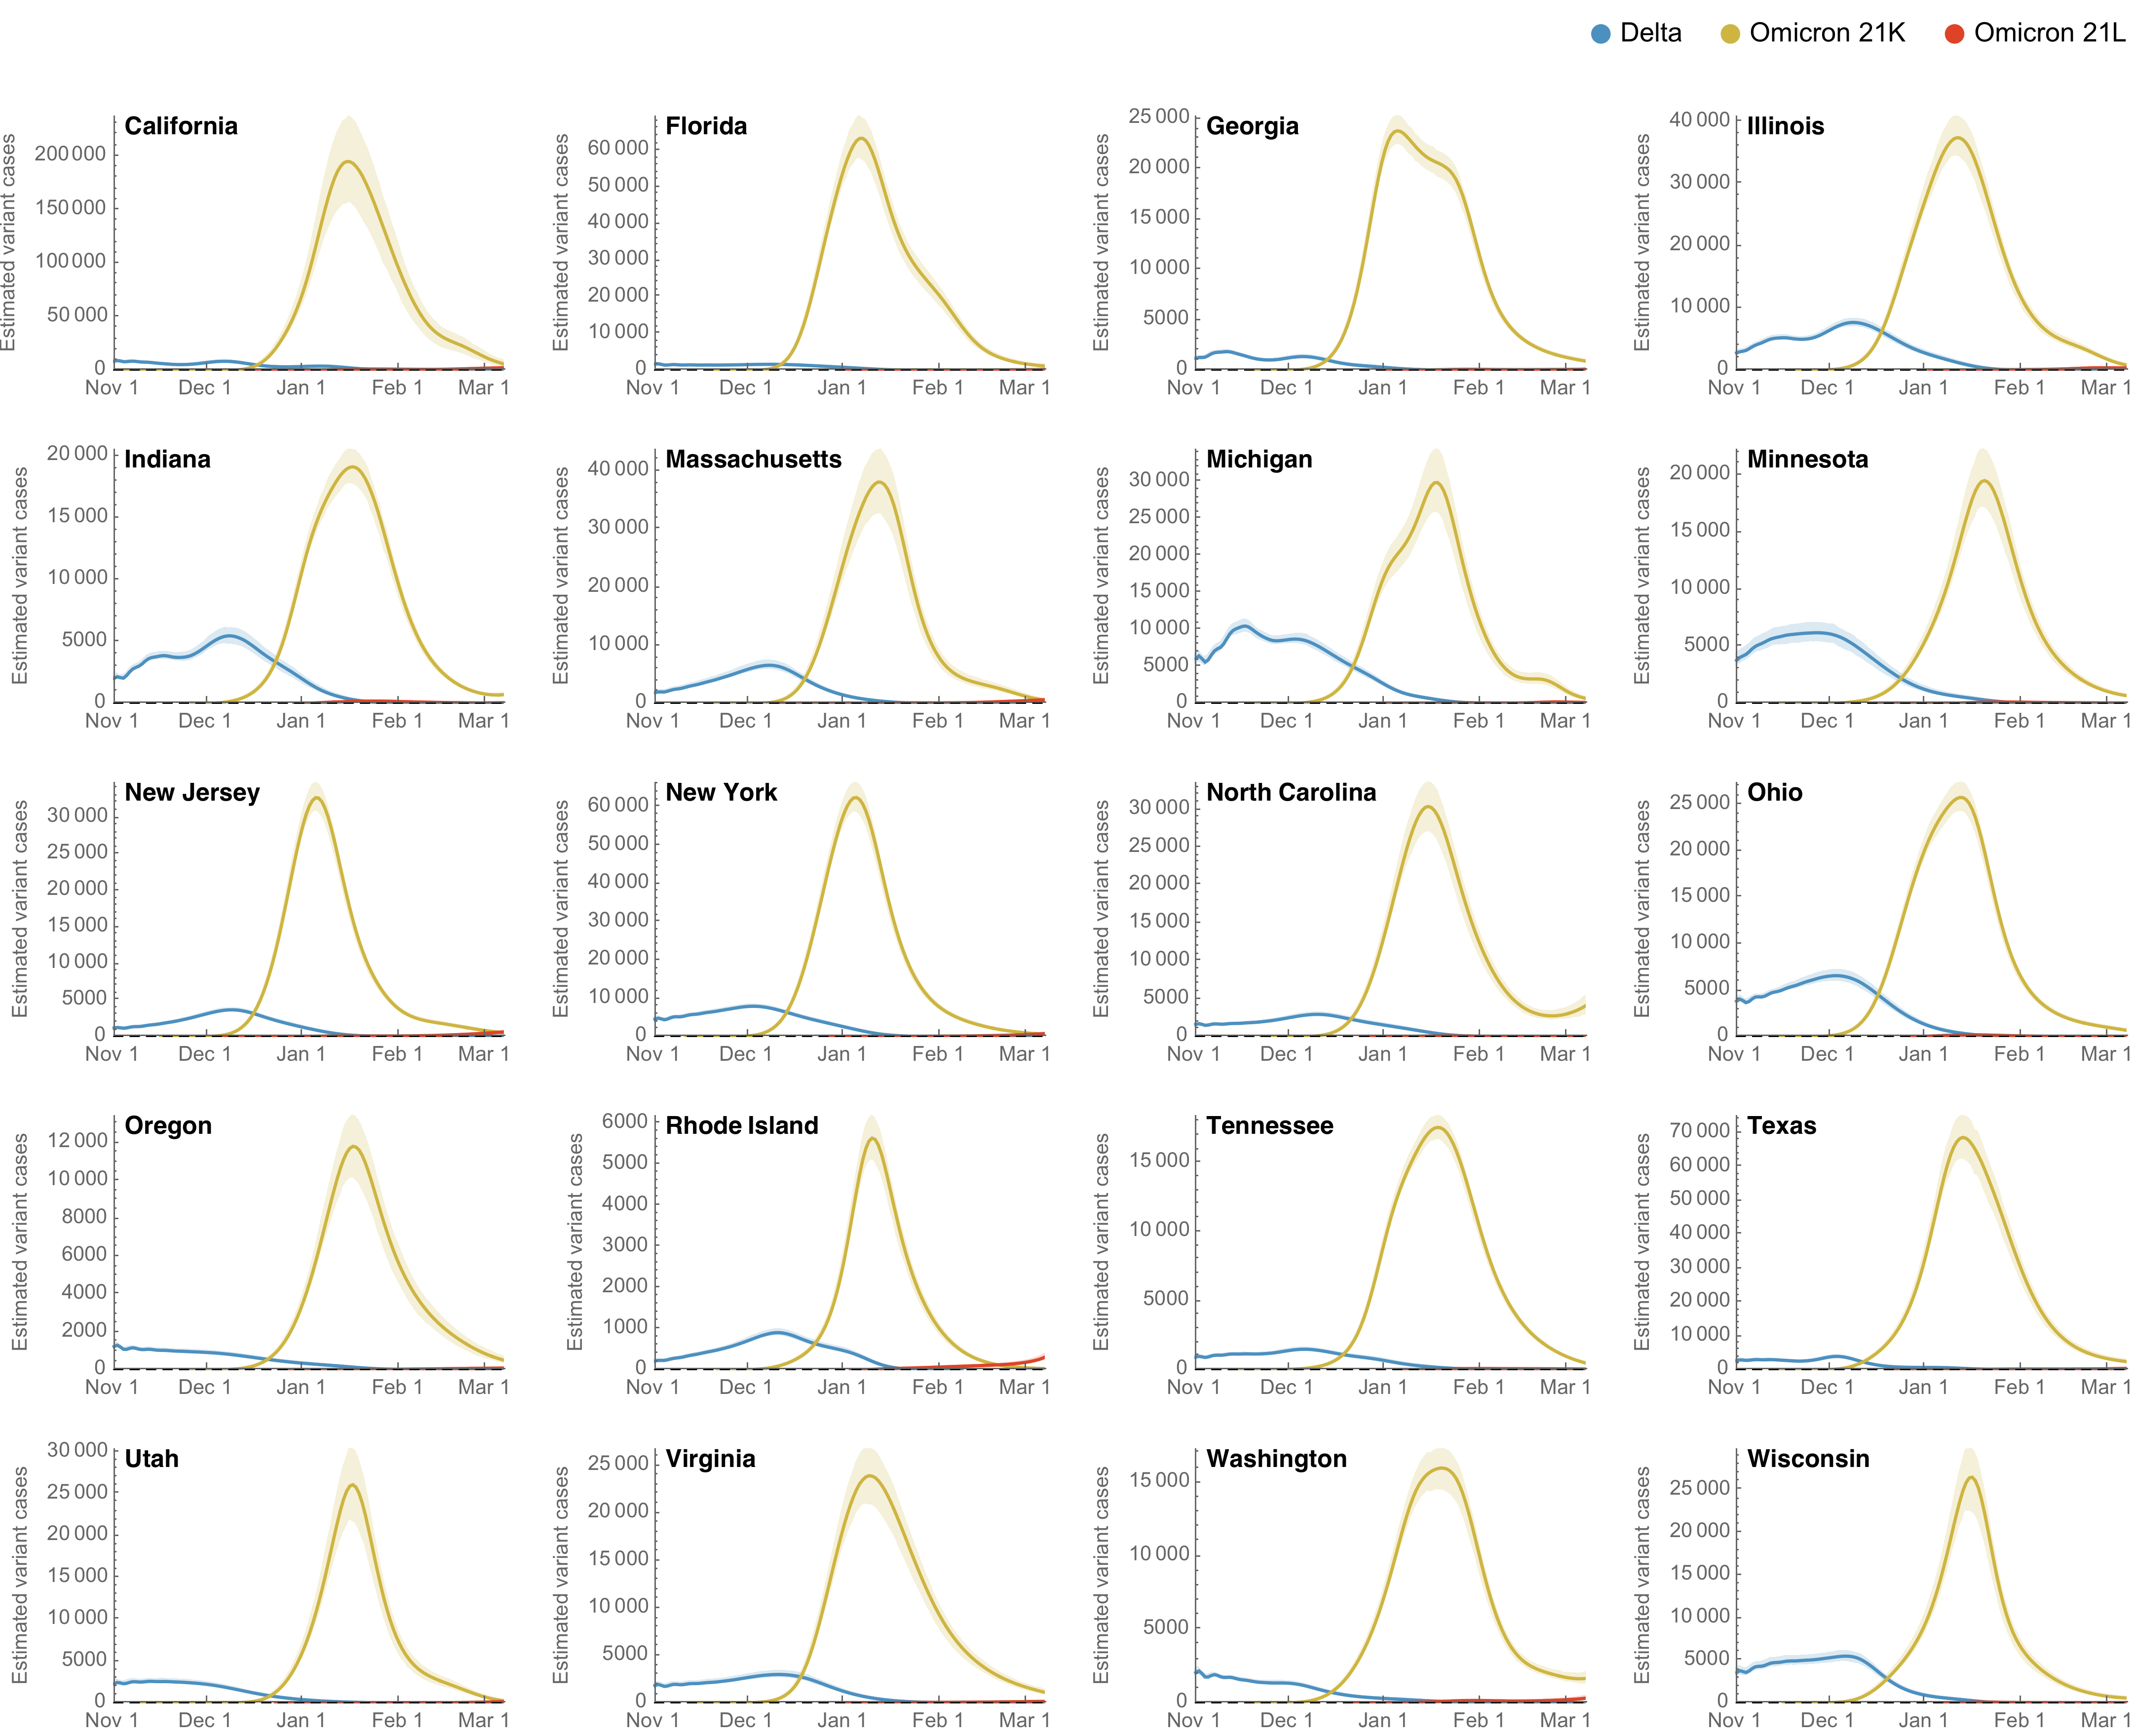 Delta Omicron 21K Omicron 21L
California
Estimated variant cases
200 000
150 000
100 000
50 000
0
Nov 1 Dec 1 Jan 1 Feb 1 Mar 1
Florida
Estimated variant cases
60 000
50 000
40 000
30 000
20 000
10 000
0
Nov 1 Dec 1 Jan 1 Feb 1 Mar 1
Georgia
Estimated variant cases
25 000
20 000
15 000
10 000
5000
0
Nov 1 Dec 1 Jan 1 Feb 1 Mar 1
Illinois
Estimated variant cases
40 000
30 000
20 000
10 000
0
Nov 1 Dec 1 Jan 1 Feb 1 Mar 1
Indiana
Estimated variant cases
20 000
15 000
10 000
5000
0
Nov 1 Dec 1 Jan 1 Feb 1 Mar 1
Massachusetts
Estimated variant cases
40 000
30 000
20 000
10 000
0
Nov 1 Dec 1 Jan 1 Feb 1 Mar 1
Michigan
Estimated variant cases
30 000
25 000
20 000
15 000
10 000
5000
0
Nov 1 Dec 1 Jan 1 Feb 1 Mar 1
Minnesota
Estimated variant cases
20 000
15 000
10 000
5000
0
Nov 1 Dec 1 Jan 1 Feb 1 Mar 1
New Jersey
Estimated variant cases
30 000
25 000
20 000
15 000
10 000
5000
0
Nov 1 Dec 1 Jan 1 Feb 1 Mar 1
New York
Estimated variant cases
60 000
50 000
40 000
30 000
20 000
10 000
0
Nov 1 Dec 1 Jan 1 Feb 1 Mar 1
North Carolina
Estimated variant cases
30 000
25 000
20 000
15 000
10 000
5000
0
Nov 1 Dec 1 Jan 1 Feb 1 Mar 1
Ohio
Estimated variant cases
25 000
20 000
15 000
10 000
5000
0
Nov 1 Dec 1 Jan 1 Feb 1 Mar 1
Oregon
Estimated variant cases
12 000
10 000
8000
6000
4000
2000
0
Nov 1 Dec 1 Jan 1 Feb 1 Mar 1
Rhode Island
Estimated variant cases
6000
5000
4000
3000
2000
1000
0
Nov 1 Dec 1 Jan 1 Feb 1 Mar 1
Tennessee
Estimated variant cases
15 000
10 000
5000
0
Nov 1 Dec 1 Jan 1 Feb 1 Mar 1
Texas
Estimated variant cases
70 000
60 000
50 000
40 000
30 000
20 000
10 000
0
Nov 1 Dec 1 Jan 1 Feb 1 Mar 1
Utah
Estimated variant cases
30 000
25 000
20 000
15 000
10 000
5000
0
Nov 1 Dec 1 Jan 1 Feb 1 Mar 1
Virginia
Estimated variant cases
25 000
20 000
15 000
10 000
5000
0
Nov 1 Dec 1 Jan 1 Feb 1 Mar 1
Washington
Estimated variant cases
15 000
10 000
5000
0
Nov 1 Dec 1 Jan 1 Feb 1 Mar 1
Wisconsin
Estimated variant cases
25 000
20 000
15 000
10 000
5000
0
Nov 1 Dec 1 Jan 1 Feb 1 Mar 1